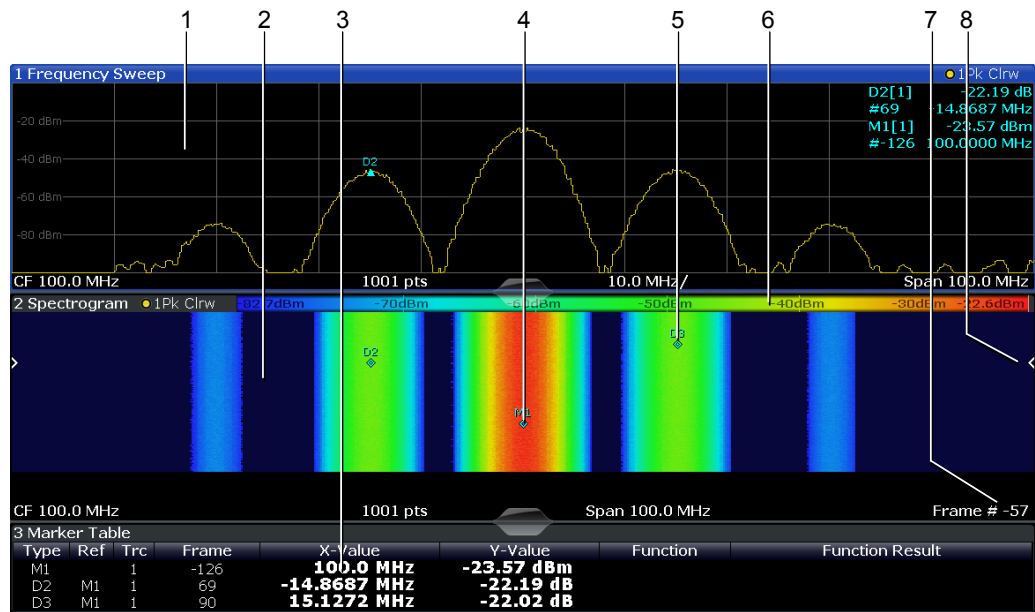 1 2 3 4 5 6 7 8
1 Frequency Sweep 1Pk Clrw
D2[1] -22.19 dB
#69 -14.8687 MHz
M1[1] -23.57 dBm
#-126 100.0000 MHz
-20 dBm
-40 dBm
D2
-60 dBm
-80 dBm
CF 100.0 MHz 1001 pts 10.0 MHz/ Span 100.0 MHz
2 Spectrogram 1Pk Clrw -82.7dBm -70dBm -60dBm -50dBm -40dBm -30dBm -22.6dBm
D3
D2
M1
CF 100.0 MHz 1001 pts Span 100.0 MHz Frame # -57
3 Marker Table
Type Ref Trc Frame X-Value Y-Value Function Function Result
M1 1 -126 100.0 MHz -23.57 dBm
D2 M1 1 69 -14.8687 MHz -22.19 dB
D3 M1 1 90 15.1272 MHz -22.02 dB